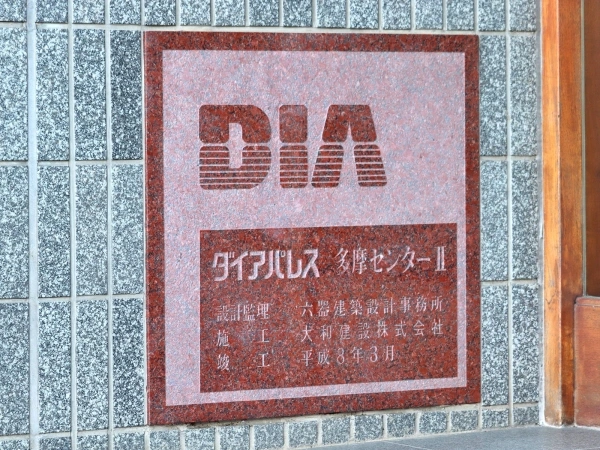 DIA
ダイアパレス 多摩センターII
設計監理 六器建築設計事務所
施工 大和建設株式会社
竣工 平成8年3月